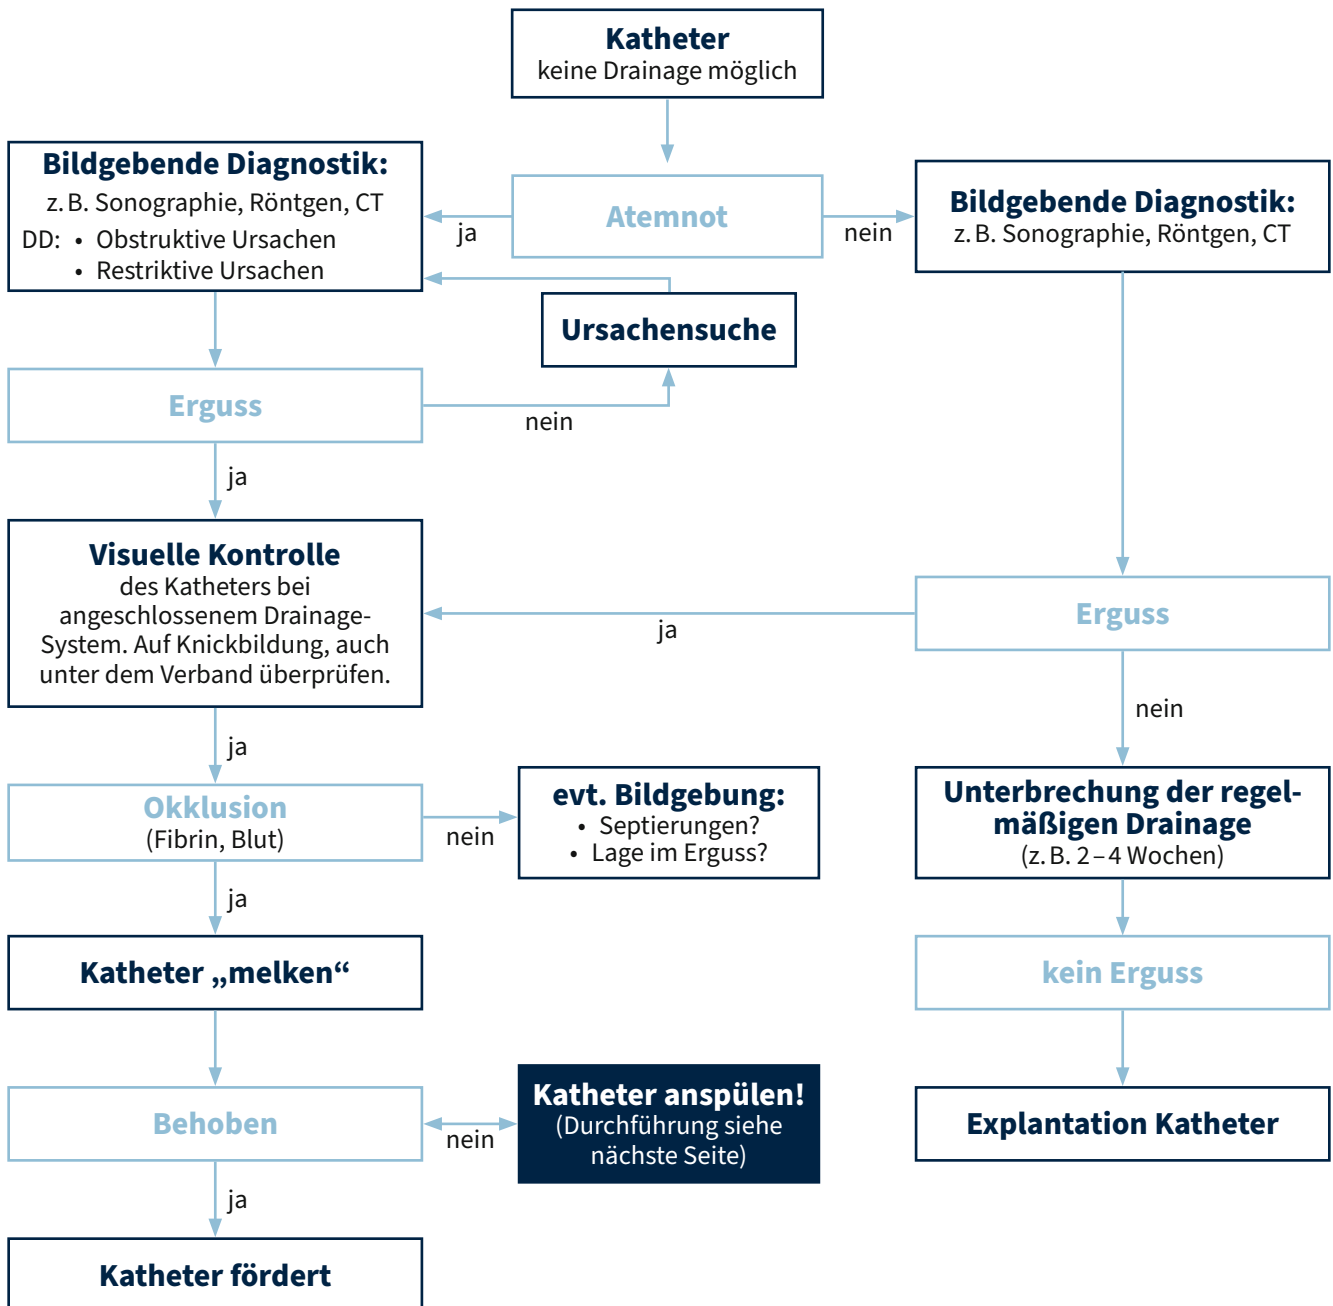 Katheter
keine Drainage möglich
Bildgebende Diagnostik:
z. B. Sonographie, Röntgen, CT
DD: • Obstruktive Ursachen
• Restriktive Ursachen
ja
Atemnot
nein
Bildgebende Diagnostik:
z. B. Sonographie, Röntgen, CT
Ursachensuche
Erguss
nein
ja
Visuelle Kontrolle
des Katheters bei
angeschlossenem Drainage-
System. Auf Knickbildung, auch
unter dem Verband überprüfen.
ja
Erguss
nein
ja
Okklusion
(Fibrin, Blut)
nein
evt. Bildgebung:
• Septierungen?
• Lage im Erguss?
Unterbrechung der regel-
mäßigen Drainage
(z. B. 2 – 4 Wochen)
ja
Katheter „melken“
kein Erguss
Behoben
nein
Katheter anspülen!
(Durchführung siehe
nächste Seite)
Explantation Katheter
ja
Katheter fördert